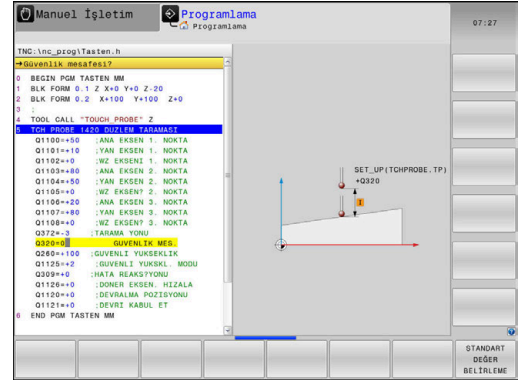 Manuel İşletim
Programlama
Programlama
07:27
TNC:\nc_prog\Tasten.h
→Güvenlik mesafesi?
0 BEGIN PGM TASTEN MM
1 BLK FORM 0.1 Z X+0 Y+0 Z-20
2 BLK FORM 0.2 X+100 Y+100 Z+0
3 ;
4 TOOL CALL "TOUCH_PROBE" Z
5 TCH PROBE 1420 DUZLEM TARAMASI
Q1100=+50 ;ANA EKSEN 1. NOKTA
Q1101=+10 ;YAN EKSEN 1. NOKTA
Q1102=+0 ;WZ EKSENI 1. NOKTA
Q1103=+80 ;ANA EKSEN 2. NOKTA
Q1104=+50 ;YAN EKSEN 2. NOKTA
Q1105=+0 ;WZ EKSEN? 2. NOKTA
Q1106=+20 ;ANA EKSEN 3. NOKTA
Q1107=+80 ;YAN EKSEN 3. NOKTA
Q1108=+0 ;WZ EKSEN? 3. NOKTA
Q372=-3 ;TARAMA YONU
Q320=0 GUVENLIK MES.
Q260=+100 ;GUVENLI YUKSEKLIK
Q1125=+2 ;GUVENLI YUKSKL. MODU
Q309=+0 ;HATA REAKS?YONU
Q1126=+0 ;DONER EKSEN. HIZALA
Q1120=+0 ;DEVRALMA POZISYONU
Q1121=+0 ;DEVRI KABUL ET
6 END PGM TASTEN MM
SET_UP(TCHPROBE.TP)
+Q320
I
STANDART
DEĞER
BELİRLEME